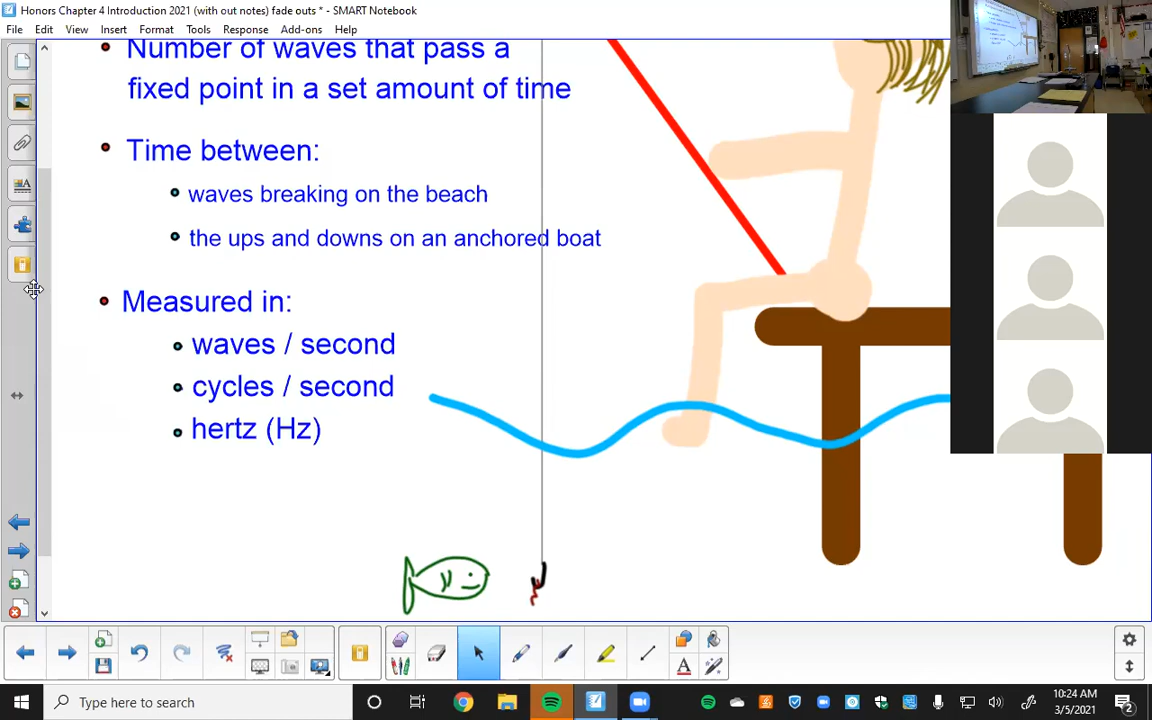 Honors Chapter 4 Introduction 2021 (with out notes) fade outs * - SMART Notebook
File Edit View Insert Format Tools Response Add-ons Help
Number of waves that pass a
fixed point in a set amount of time
Time between:
waves breaking on the beach
the ups and downs on an anchored boat
Measured in:
waves / second
cycles / second
hertz (Hz)
Type here to search
10:24 AM
3/5/2021
2